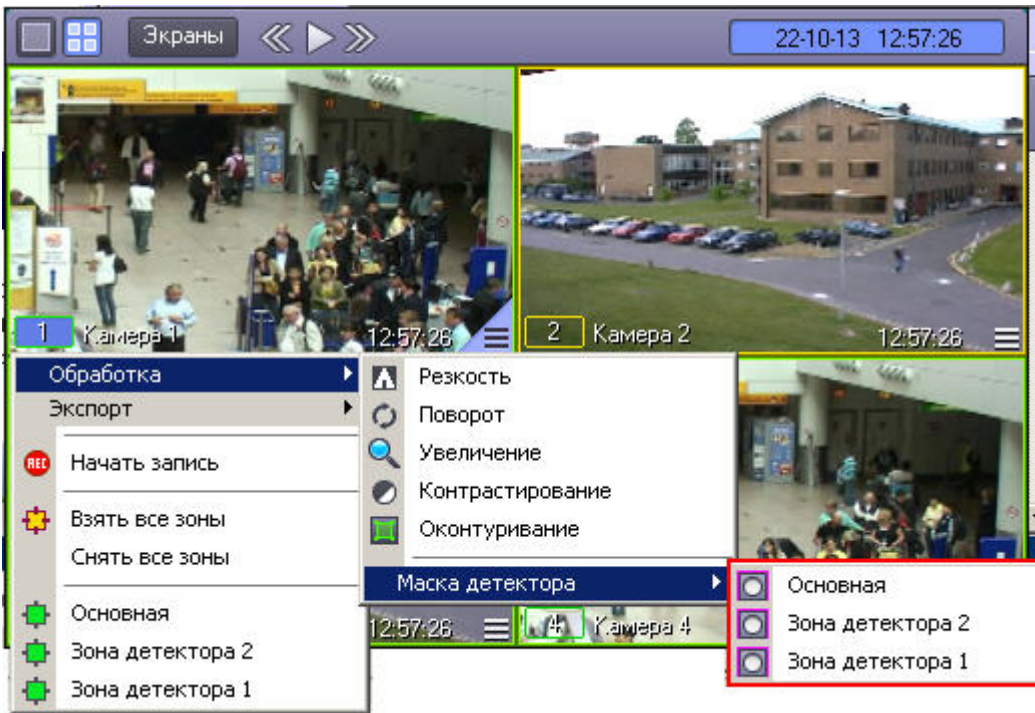 Экраны
22-10-13 12:57:26
1 Камера 1 12:57:26
2 Камера 2 12:57:26
Обработка
Экспорт
REC Начать запись
Взять все зоны
Снять все зоны
Основная
Зона детектора 2
Зона детектора 1
Резкость
Поворот
Увеличение
Контрастирование
Оконтуривание
Маска детектора
Основная
Зона детектора 2
Зона детектора 1
12:57:26
4 Камера 4